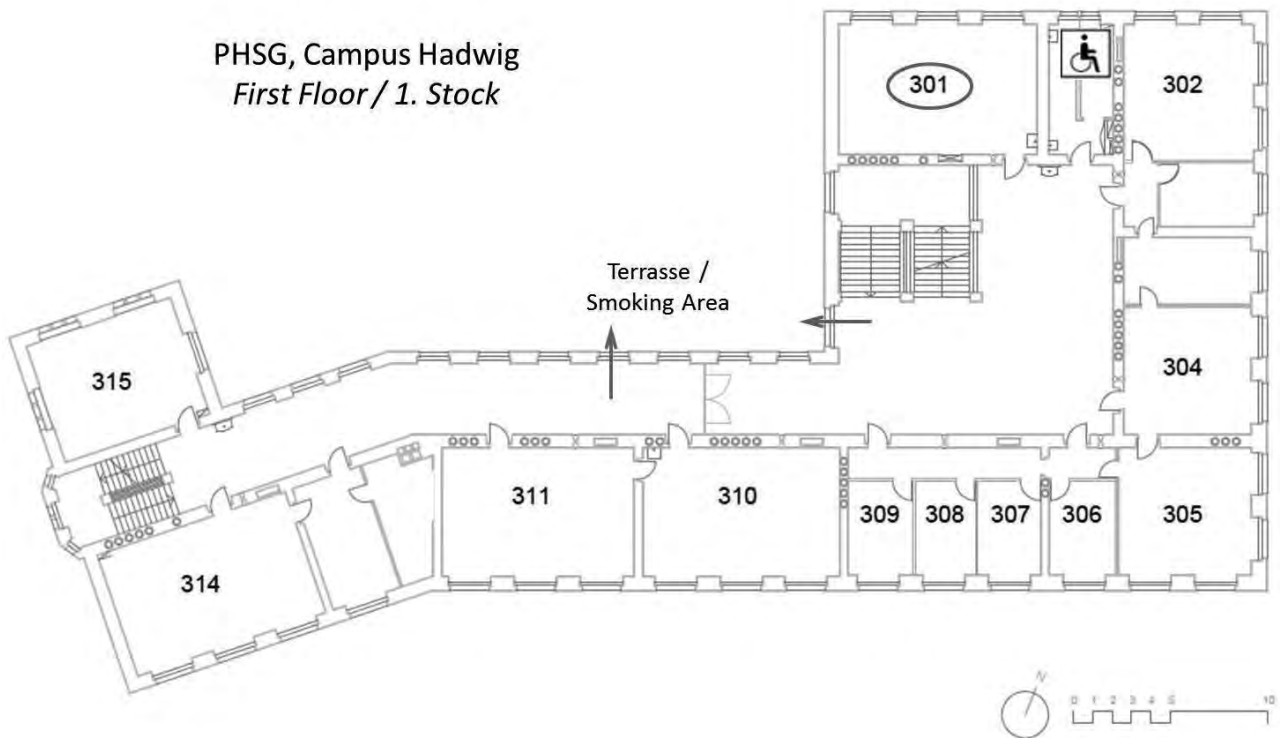 PHSG, Campus Hadwig
First Floor / 1. Stock
301
302
Terrasse /
Smoking Area
304
315
311
310
309
308
307
306
305
314
N
0 1 2 3 4 5 10